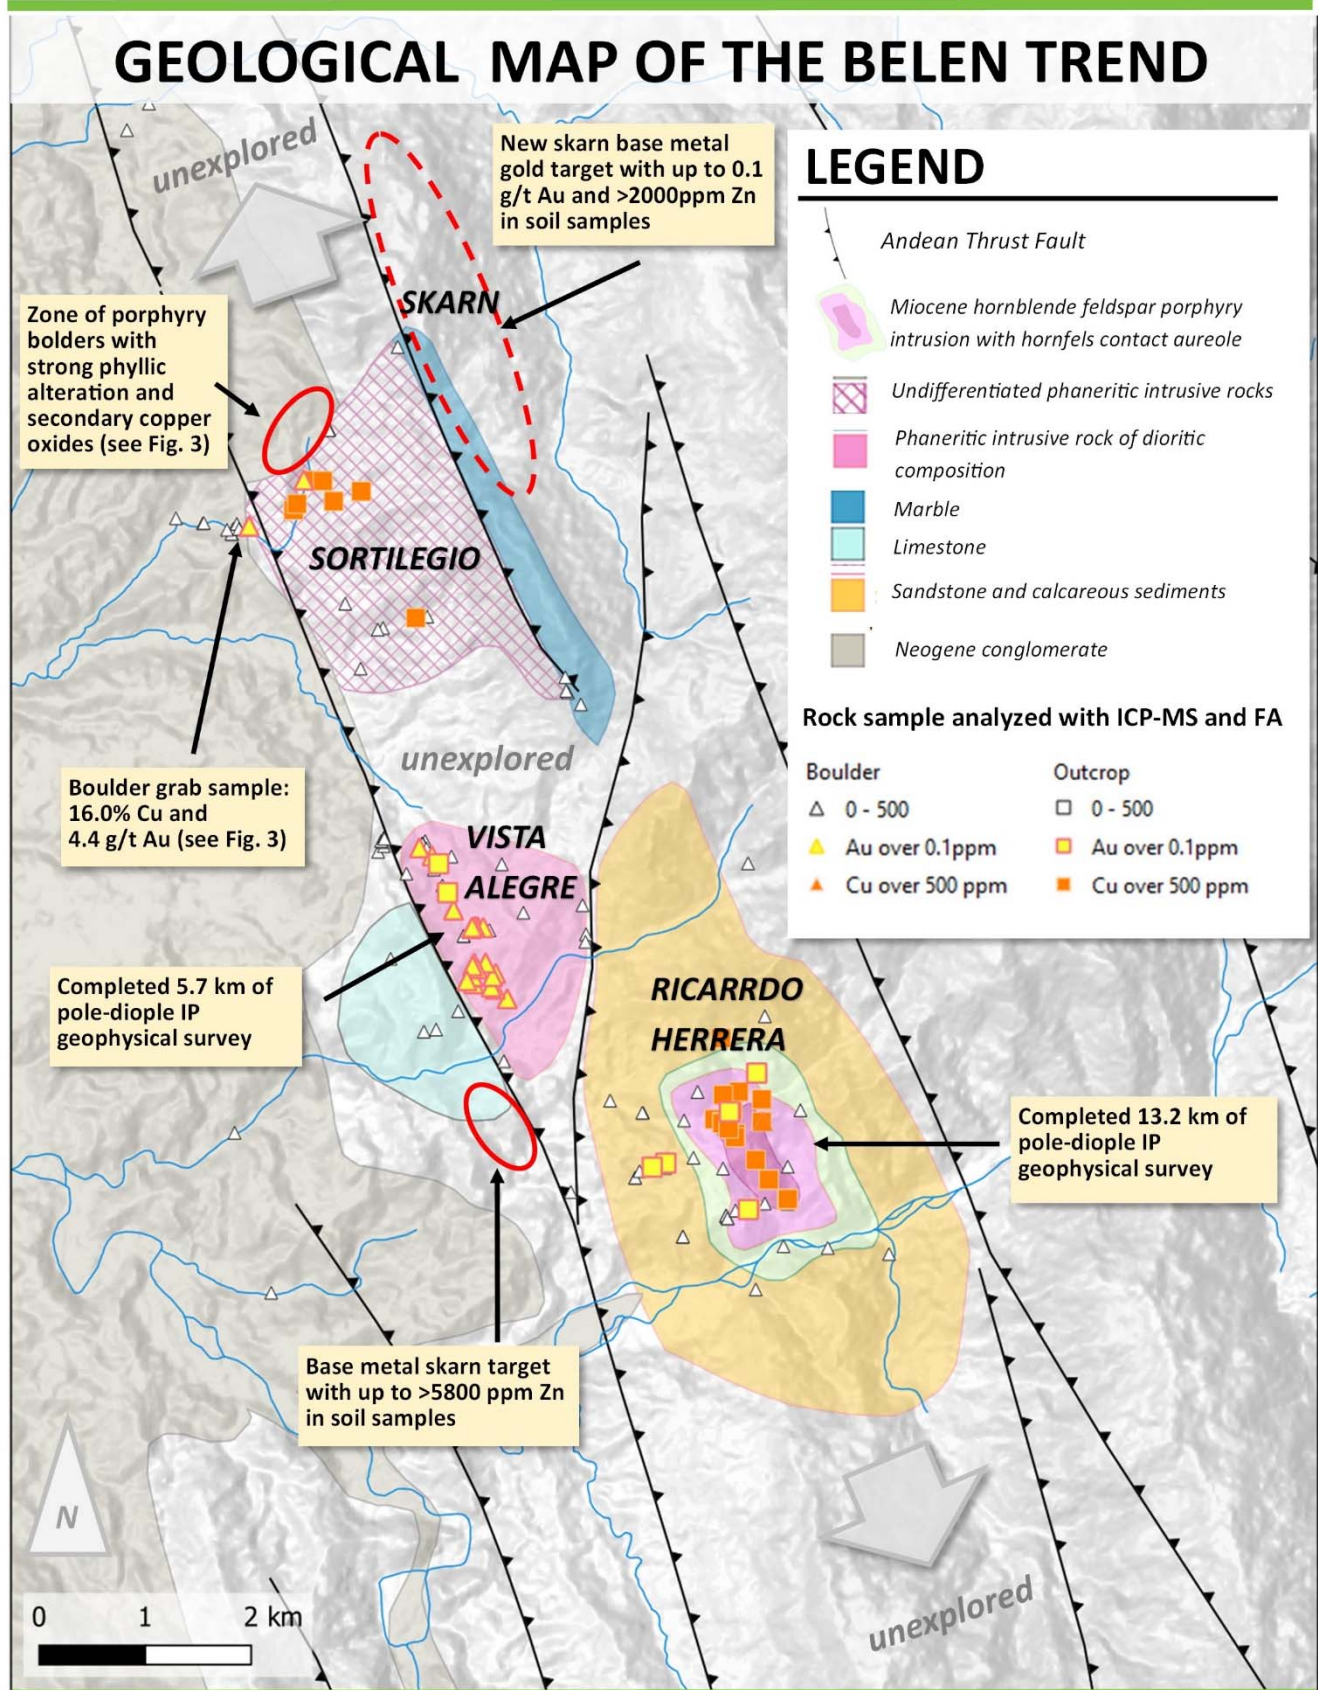 GEOLOGICAL MAP OF THE BELEN TREND
unexplored
New skarn base metal
gold target with up to 0.1
g/t Au and >2000ppm Zn
in soil samples
SKARN
Zone of porphyry
bolders with
strong phyllic
alteration and
secondary copper
oxides (see Fig. 3)
SORTILEGIO
unexplored
Boulder grab sample:
16.0% Cu and
4.4 g/t Au (see Fig. 3)
VISTA
ALEGRE
Completed 5.7 km of
pole-diople IP
geophysical survey
RICARRDO
HERRERA
Completed 13.2 km of
pole-diople IP
geophysical survey
Base metal skarn target
with up to >5800 ppm Zn
in soil samples
unexplored
N
0 1 2 km
LEGEND
Andean Thrust Fault
Miocene hornblende feldspar porphyry
intrusion with hornfels contact aureole
Undifferentiated phaneritic intrusive rocks
Phaneritic intrusive rock of dioritic
composition
Marble
Limestone
Sandstone and calcareous sediments
Neogene conglomerate
Rock sample analyzed with ICP-MS and FA
Boulder Outcrop
0 - 500 0 - 500
Au over 0.1ppm Au over 0.1ppm
Cu over 500 ppm Cu over 500 ppm